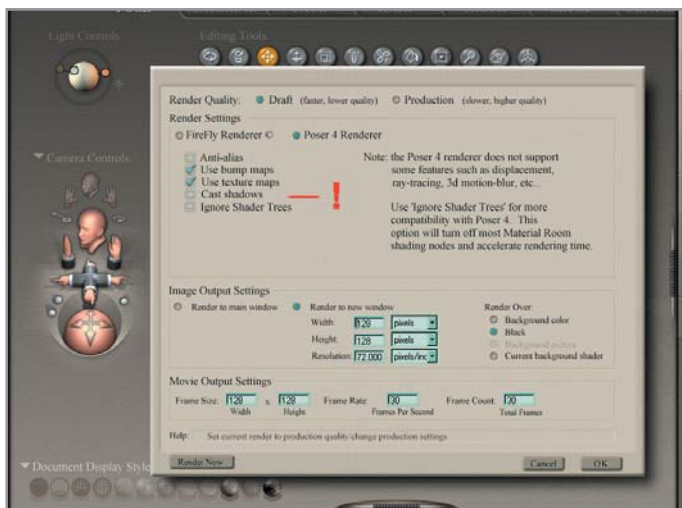 Light Controls
Editing Tools
Render Quality: Draft (faster, lower quality) Production (slower, higher quality)
Render Settings
FireFly Renderer © Poser 4 Renderer
Anti-alias
Use bump maps
Use texture maps
Cast shadows
Ignore Shader Trees
!
Note: the Poser 4 renderer does not support
some features such as displacement,
ray-tracing, 3d motion-blur, etc...
Use 'Ignore Shader Trees' for more
compatibility with Poser 4. This
option will turn off most Material Room
shading nodes and accelerate rendering time.
Camera Controls
Image Output Settings
Render to main window Render to new window
Width: 128 pixels
Height: 128 pixels
Resolution: 72.000 pixels/inc
Render Over:
Background color
Black
Background picture
Current background shader
Movie Output Settings
Frame Size: 128 x 128 Frame Rate: 30 Frame Count: 30
Width Height Frames Per Second Total Frames
Help: Set current render to production quality/change production settings
Render Now Cancel OK
Document Display Style